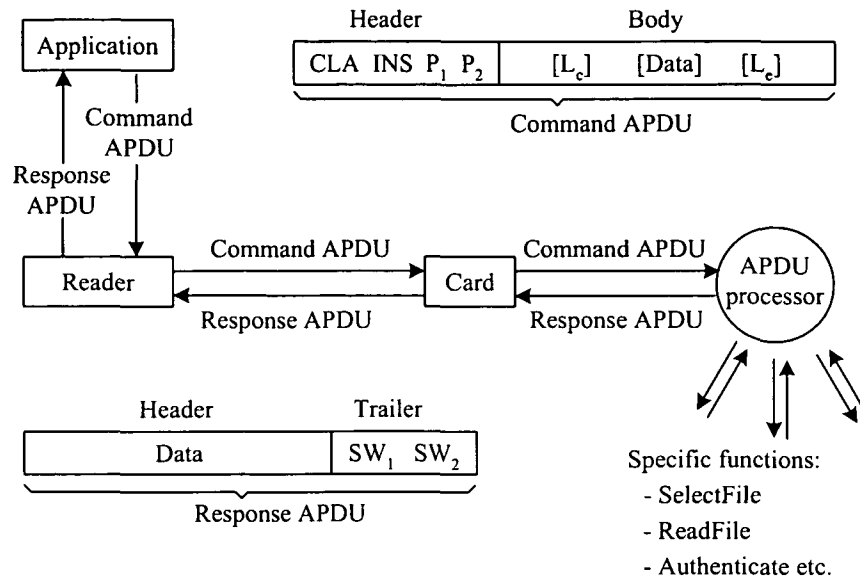 Header Body
Application
CLA INS P₁ P₂ [Lc] [Data] [Le]
Command APDU
Command
APDU
Response
APDU
Command APDU
Command APDU
APDU
processor
Reader
Card
Response APDU
Response APDU
Header Trailer
Data SW₁ SW₂
Response APDU
Specific functions:
- SelectFile
- ReadFile
- Authenticate etc.